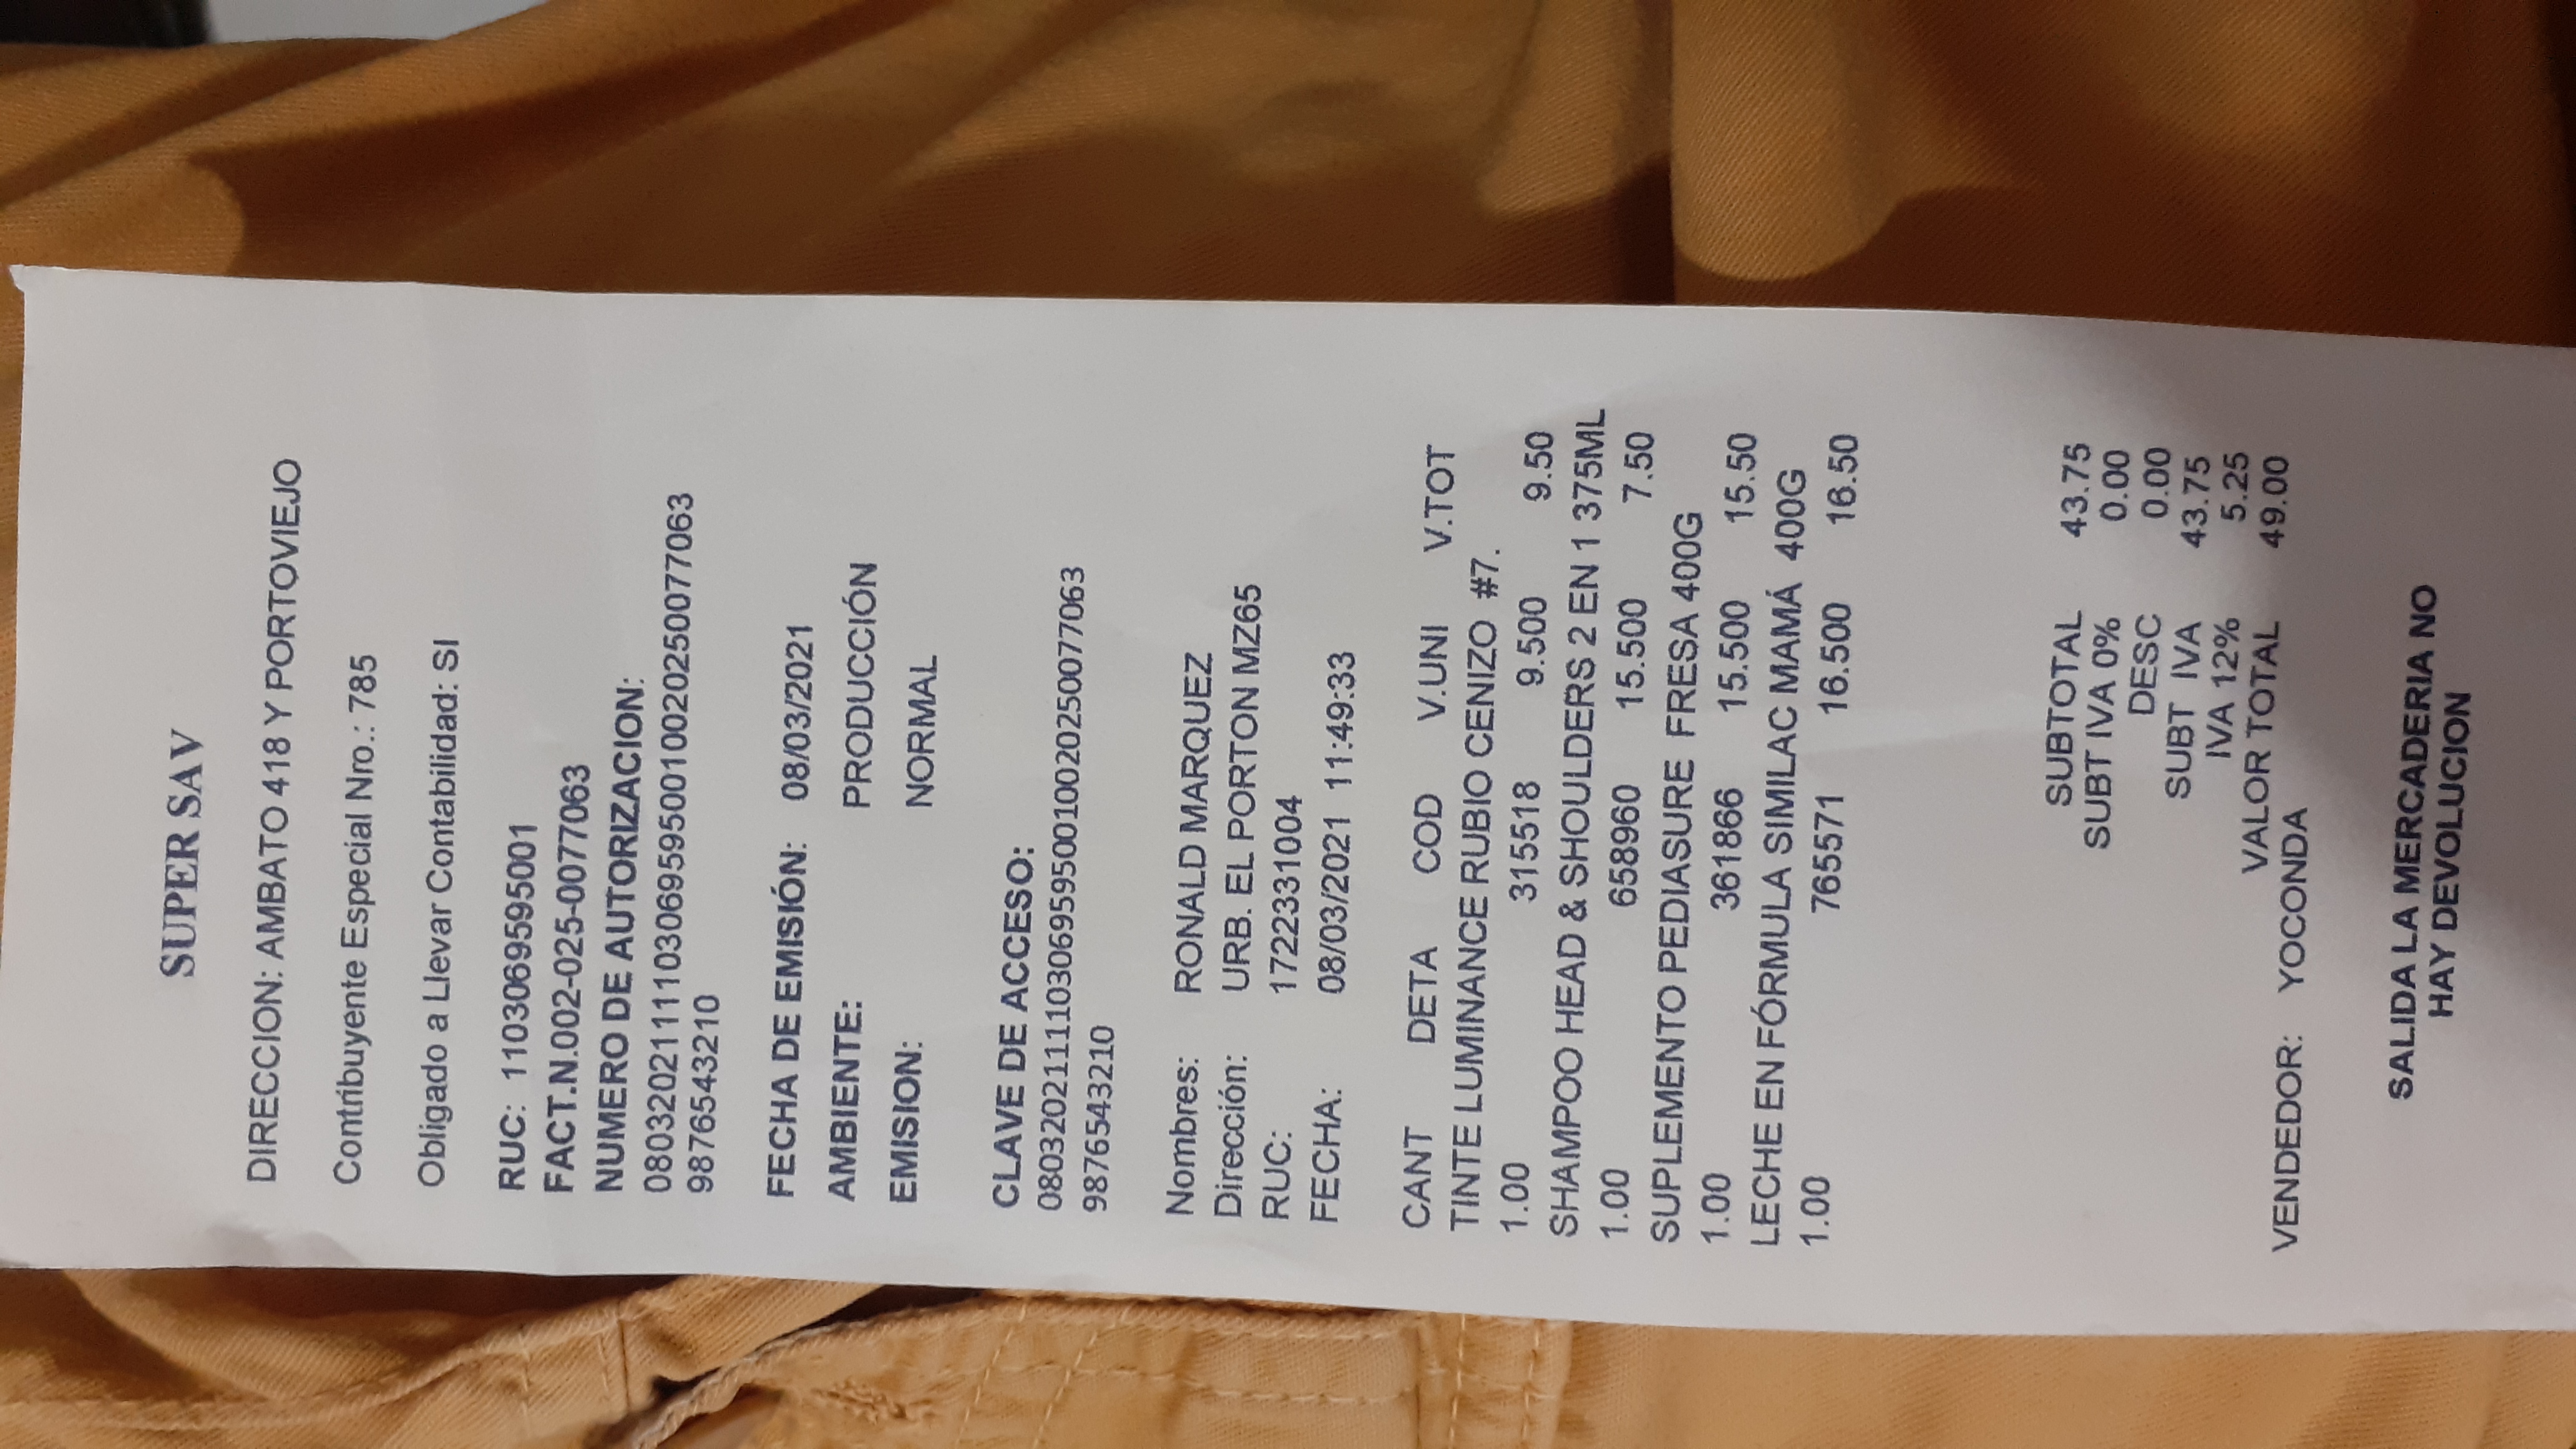 SUPER SAV
DIRECCION: AMBATO 418 Y PORTOVIEJO
Contribuyente Especial Nro.: 785
Obligado a Llevar Contabilidad: SI
RUC: 1103069595001
FACT.N.002-025-0077063
NUMERO DE AUTORIZACION:
0803202111103069595001002025007​7063
9876543210
FECHA DE EMISIÓN: 08/03/2021
AMBIENTE: PRODUCCIÓN
EMISION: NORMAL
CLAVE DE ACCESO:
0803202111103069595001002025007​7063
9876543210
Nombres: RONALD MARQUEZ
Dirección: URB. EL PORTON MZ65
RUC: 1722331004
FECHA: 08/03/2021 11:49:33
CANT DETA COD V.UNI V.TOT
TINTE LUMINANCE RUBIO CENIZO #7.
1.00 315518 9.500 9.50
SHAMPOO HEAD & SHOULDERS 2 EN 1 375ML
1.00 658960 15.500 7.50
SUPLEMENTO PEDIASURE FRESA 400G
1.00 361866 15.500 15.50
LECHE EN FÓRMULA SIMILAC MAMÁ 400G
1.00 765571 16.500 16.50
SUBTOTAL 43.75
SUBT IVA 0% 0.00
DESC 0.00
SUBT IVA 43.75
IVA 12% 5.25
VALOR TOTAL 49.00
VENDEDOR: YOCONDA
SALIDA LA MERCADERIA NO
HAY DEVOLUCION